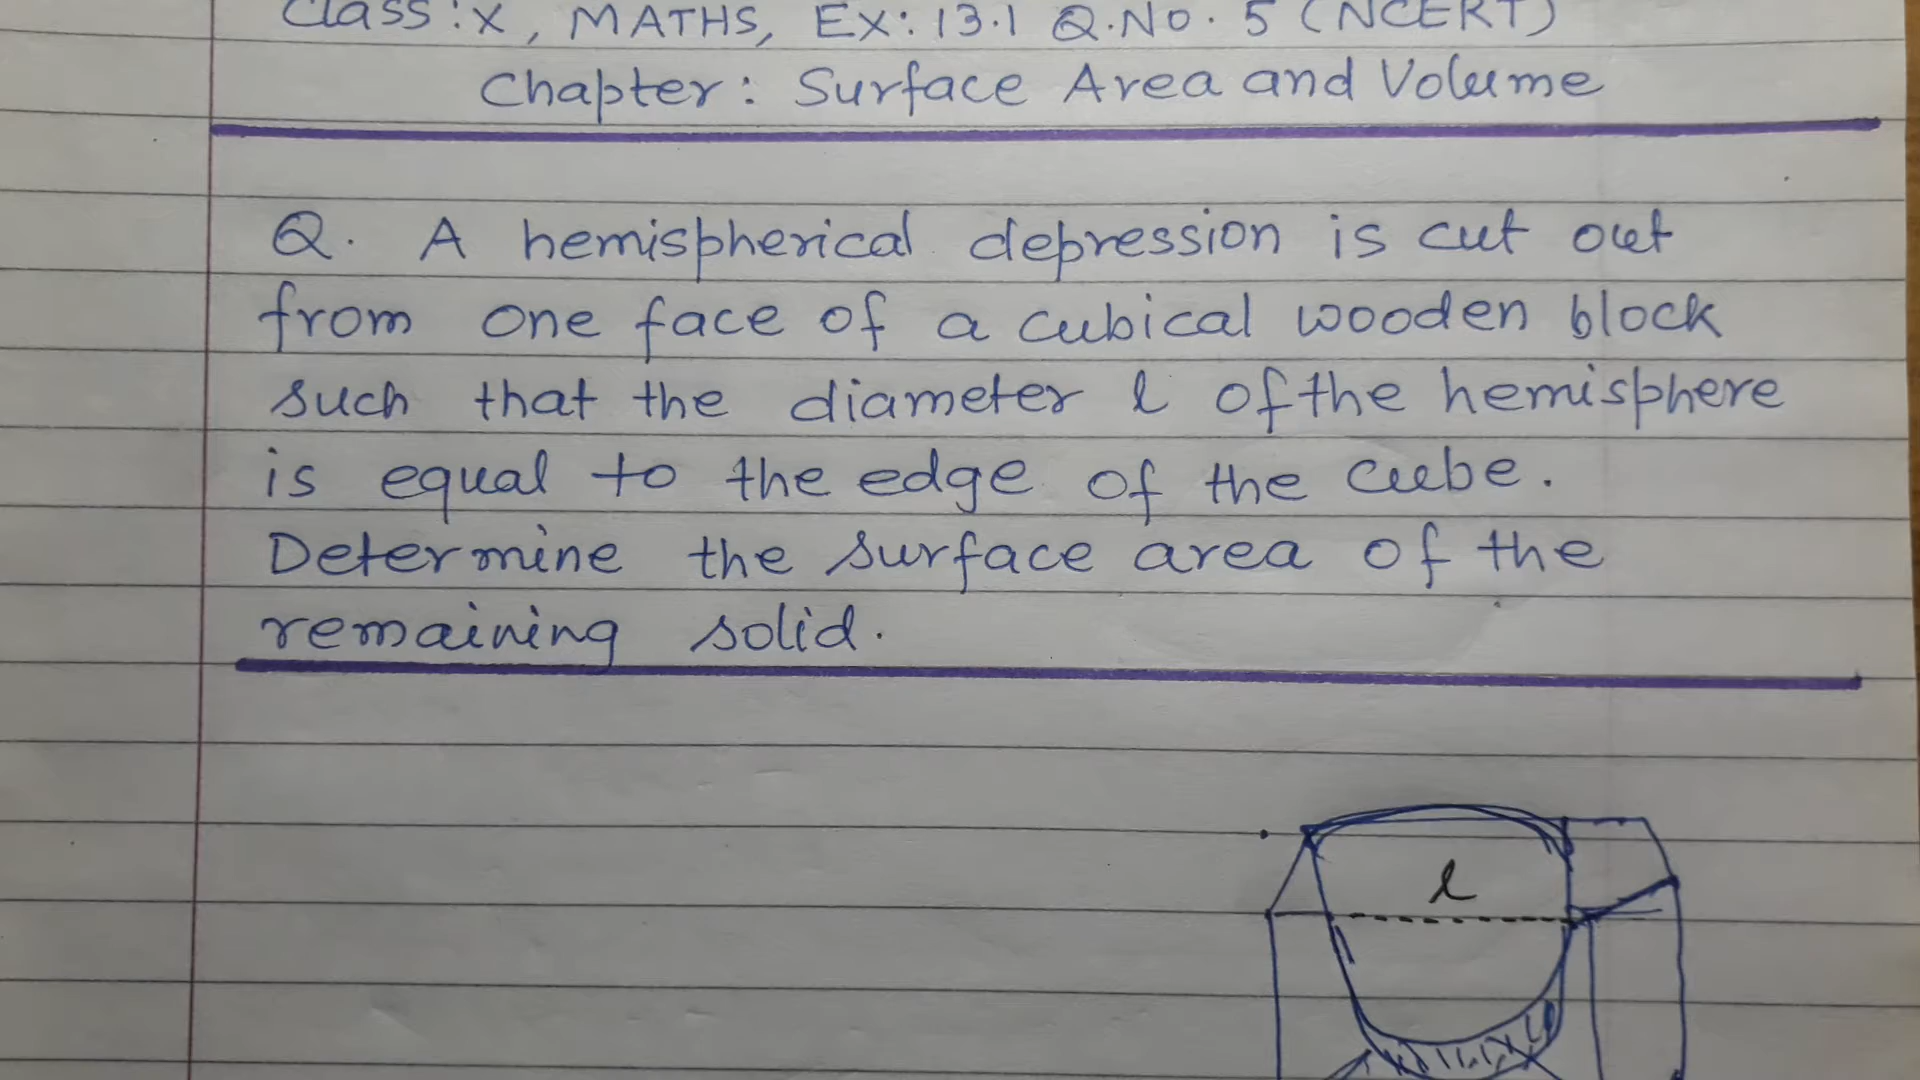 Class: X, MATHS, Ex: 13.1 Q.No. 5 (NCERT)
Chapter: Surface Area and Volume
Q. A hemispherical depression is cut out
from one face of a cubical wooden block
such that the diameter l of the hemisphere
is equal to the edge of the cube.
Determine the surface area of the
remaining solid.
l